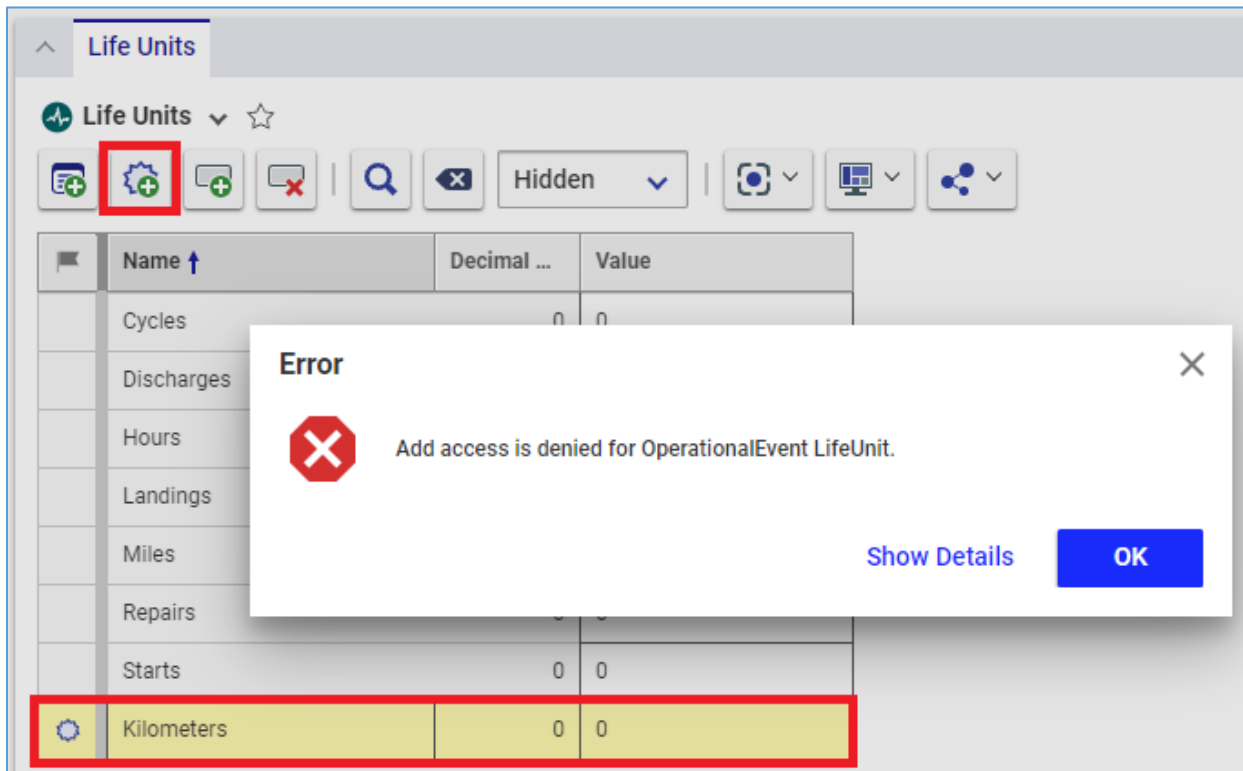 Life Units
Life Units
Hidden
Name Decimal ... Value
Cycles 0 0
Discharges
Hours
Landings
Miles
Repairs
Starts 0 0
Kilometers 0 0
Error
Add access is denied for OperationalEvent LifeUnit.
Show Details OK